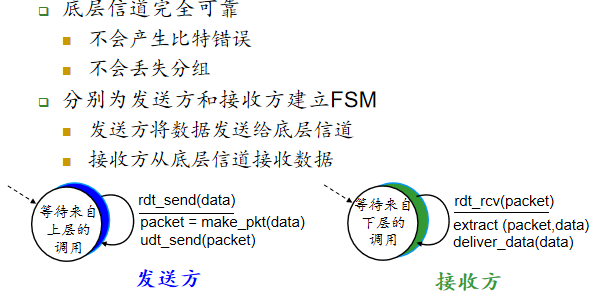 底层信道完全可靠
不会产生比特错误
不会丢失分组
分别为发送方和接收方建立FSM
发送方将数据发送给底层信道
接收方从底层信道接收数据
等待来自
上层的
调用
rdt_send(data)
packet = make_pkt(data)
udt_send(packet)
发送方
等待来自
下层的
调用
rdt_rcv(packet)
extract (packet,data)
deliver_data(data)
接收方